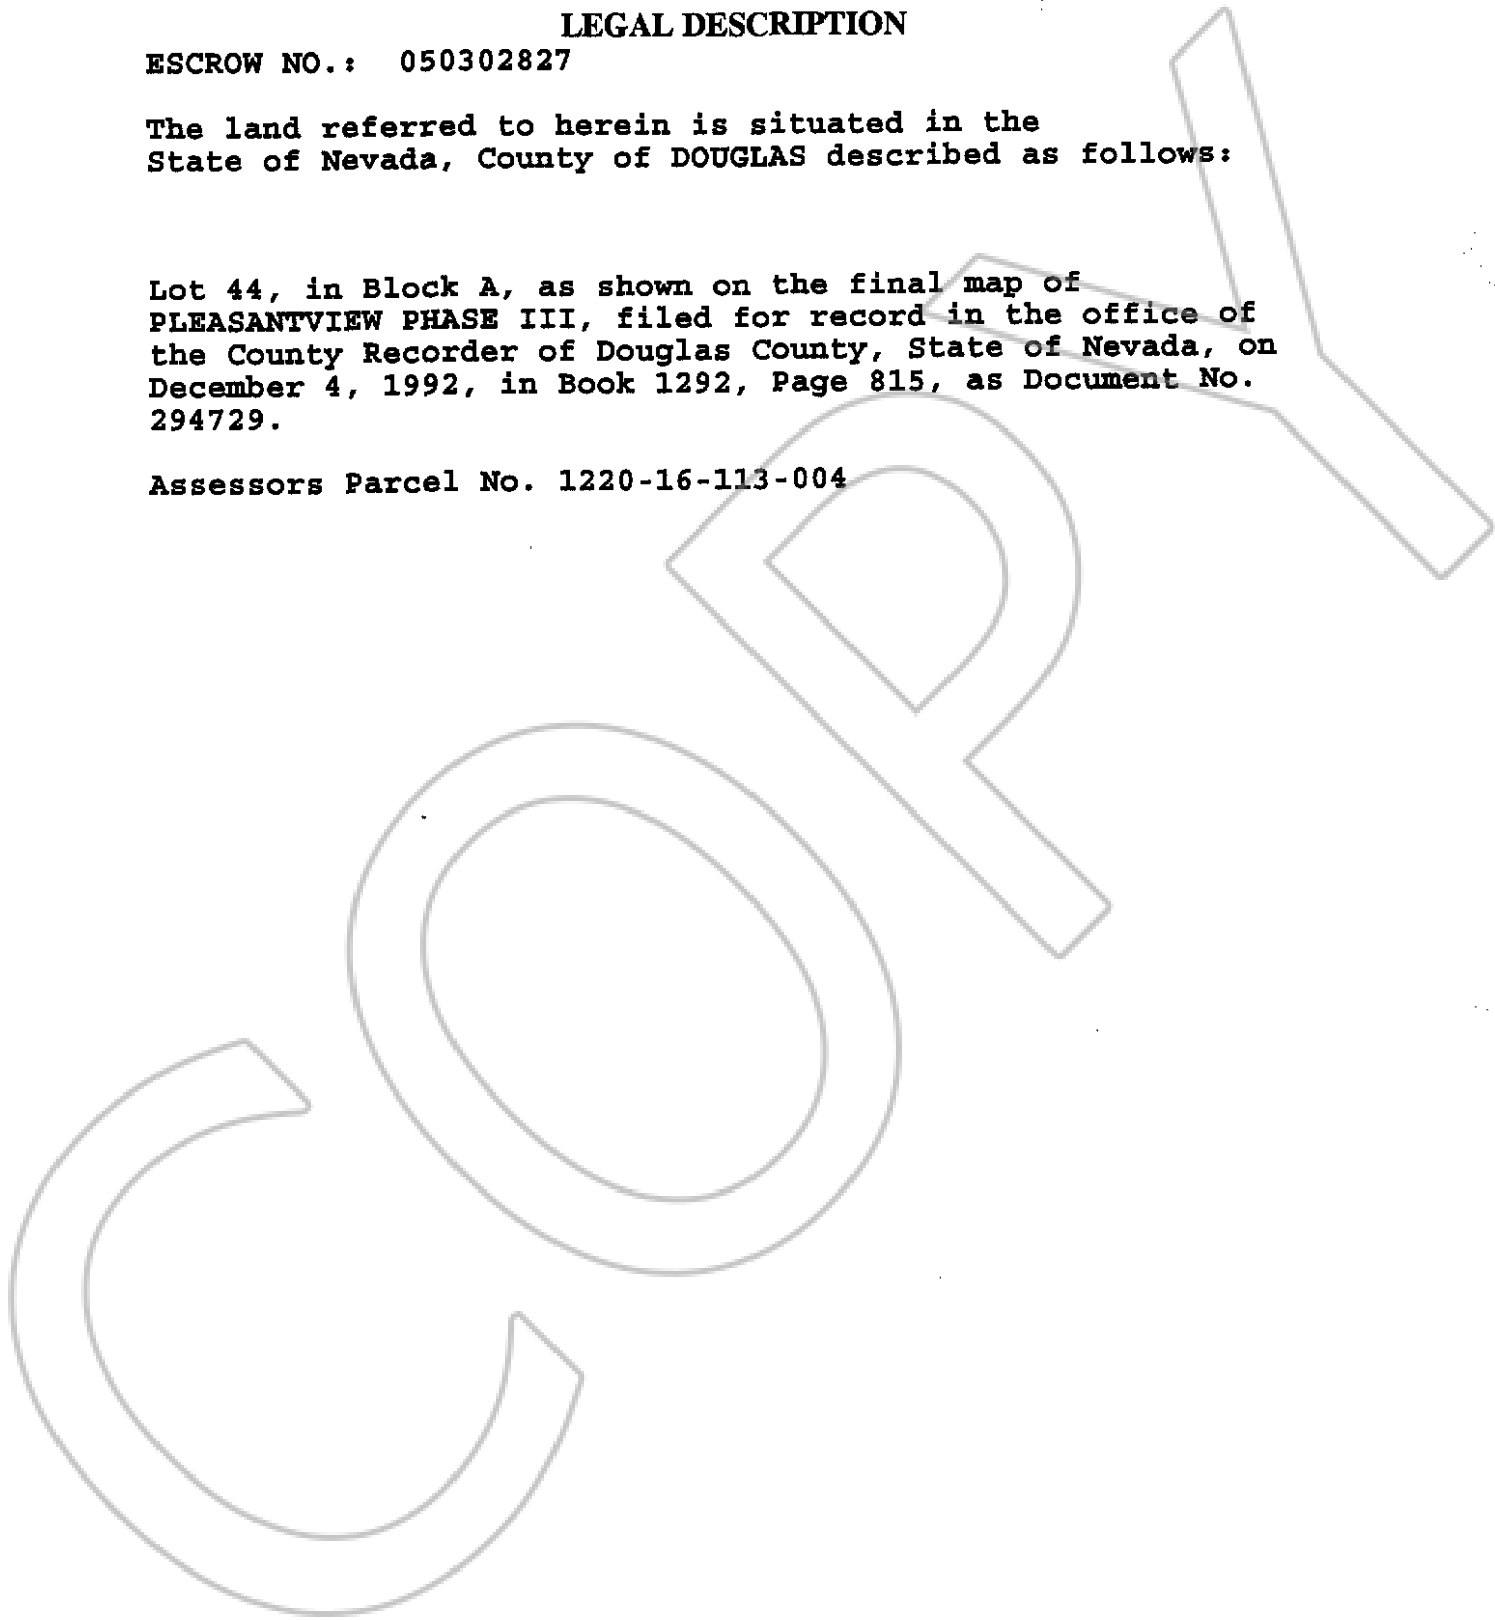 LEGAL DESCRIPTION
ESCROW NO.: 050302827
The land referred to herein is situated in the
State of Nevada, County of DOUGLAS described as follows:
Lot 44, in Block A, as shown on the final map of
PLEASANTVIEW PHASE III, filed for record in the office of
the County Recorder of Douglas County, State of Nevada, on
December 4, 1992, in Book 1292, Page 815, as Document No.
294729.
Assessors Parcel No. 1220-16-113-004
COPY